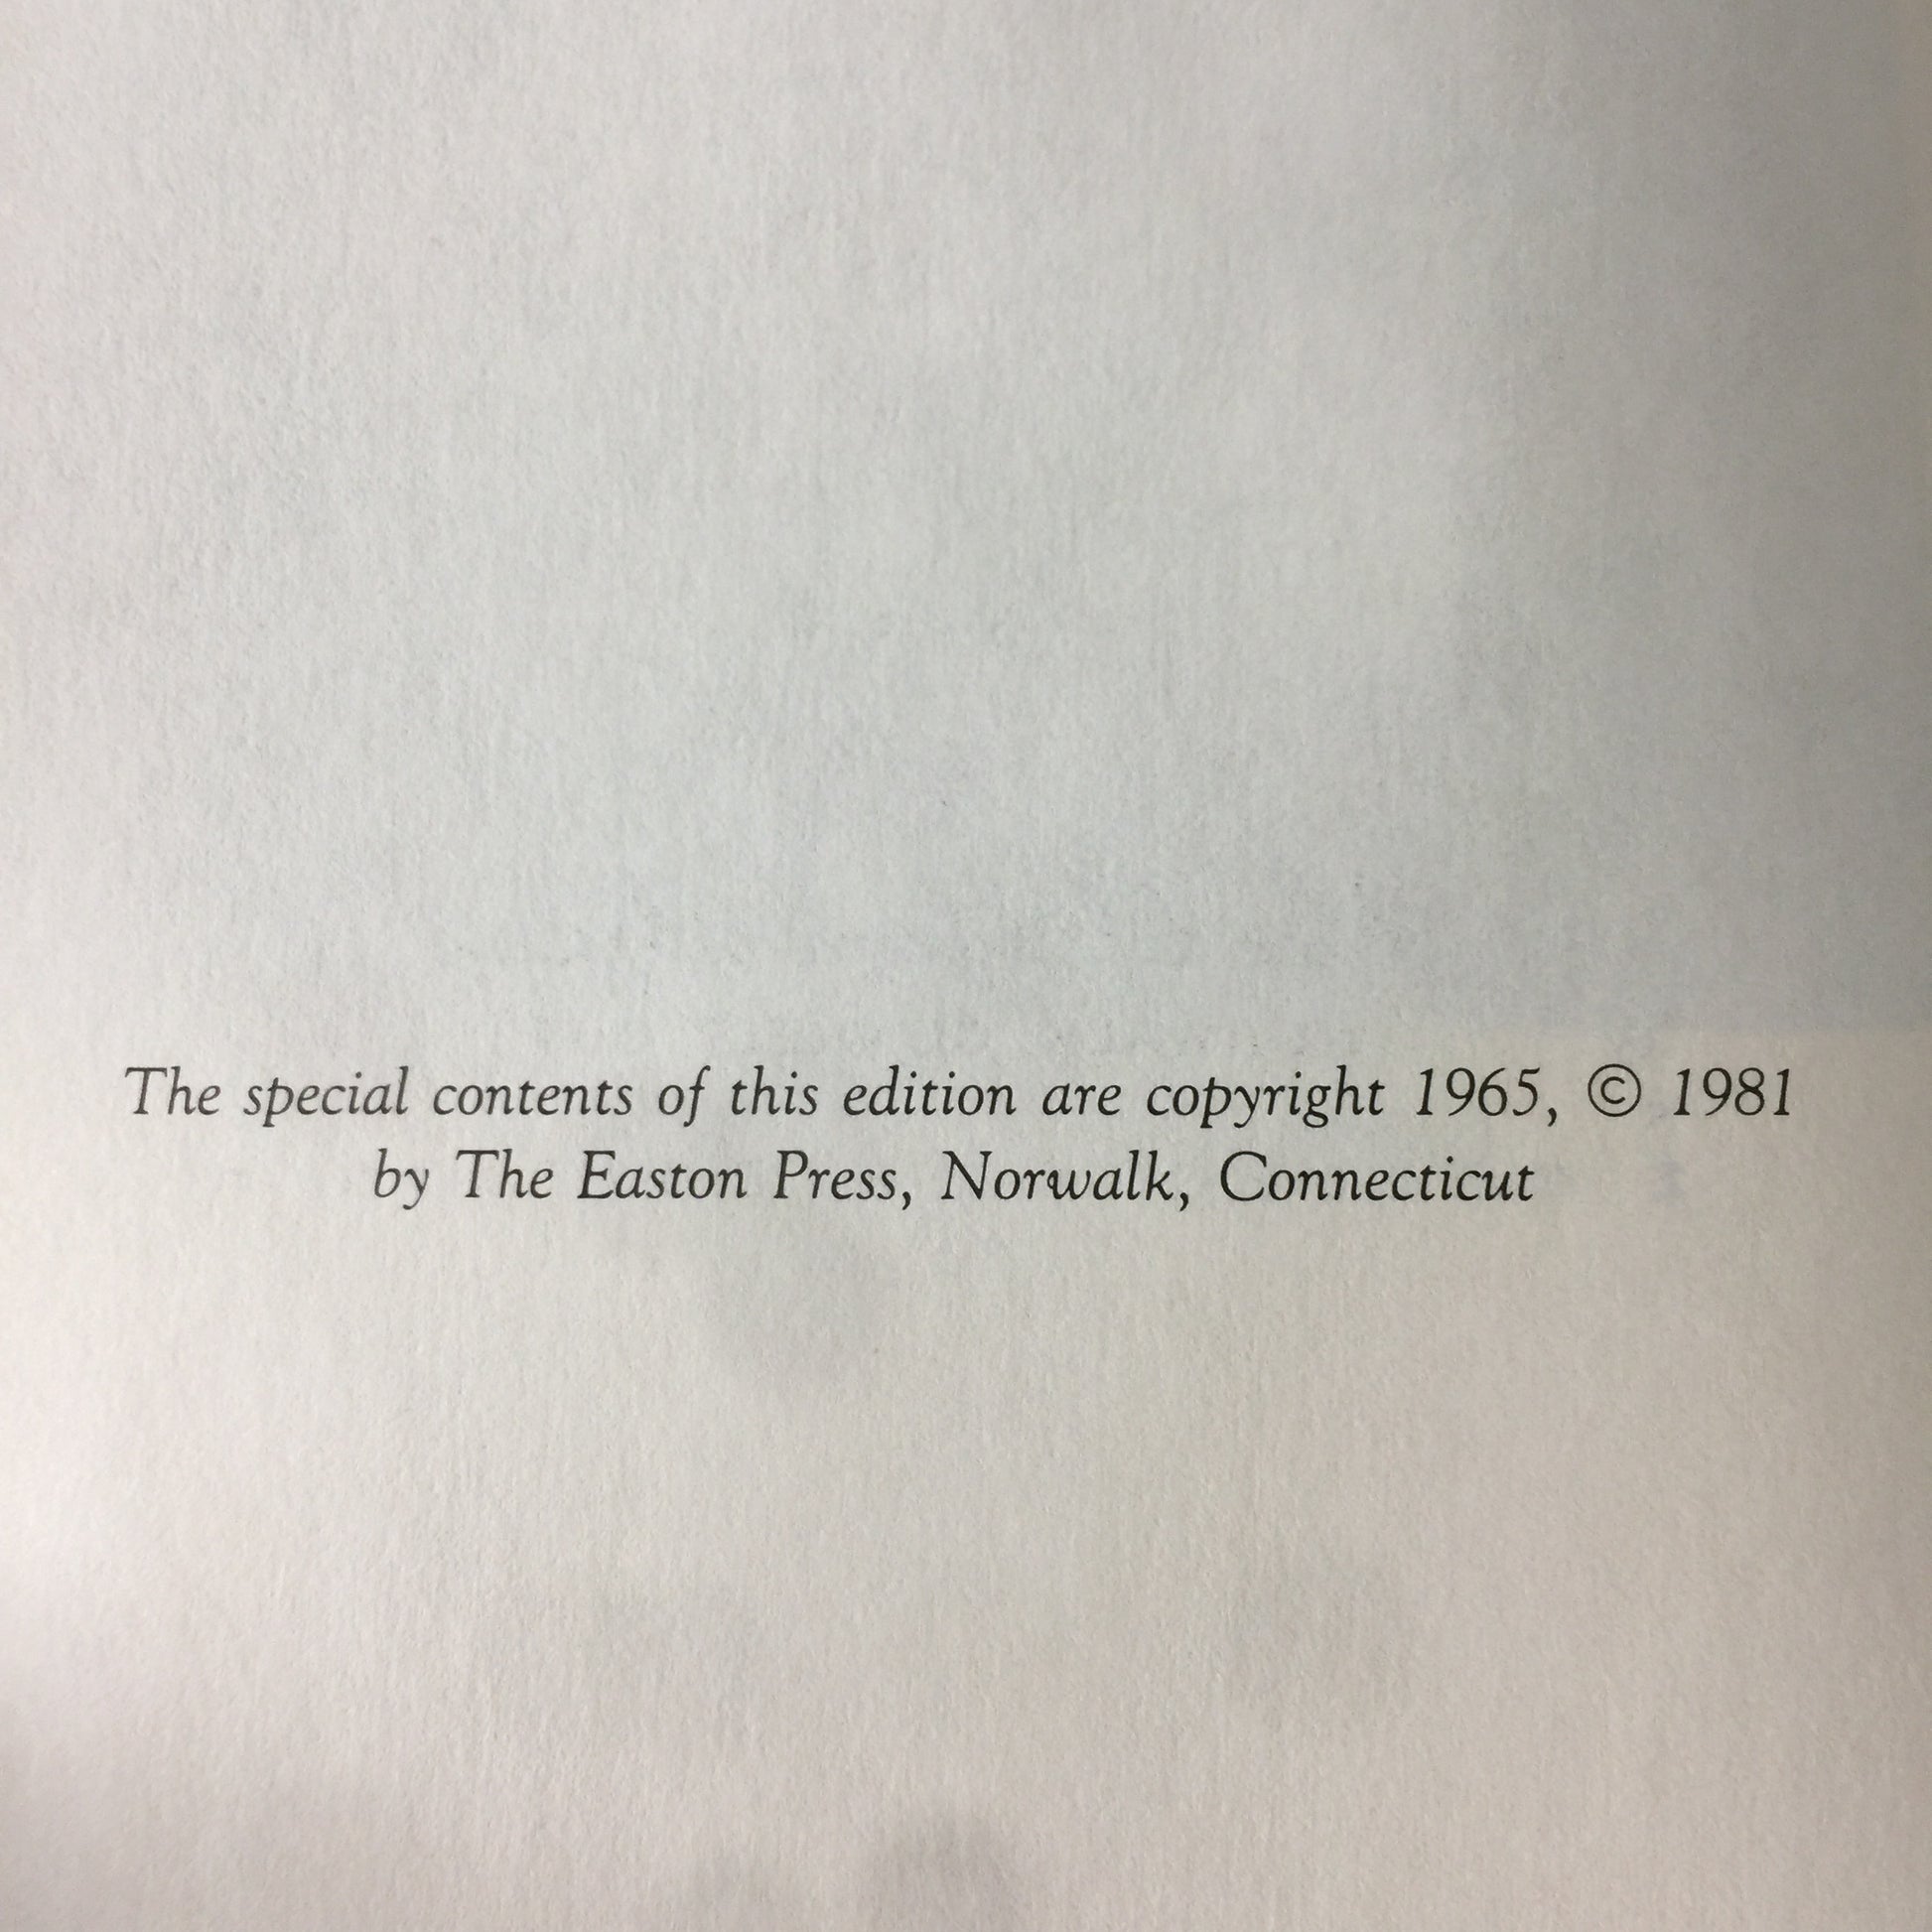 The special contents of this edition are copyright 1965, © 1981
by The Easton Press, Norwalk, Connecticut